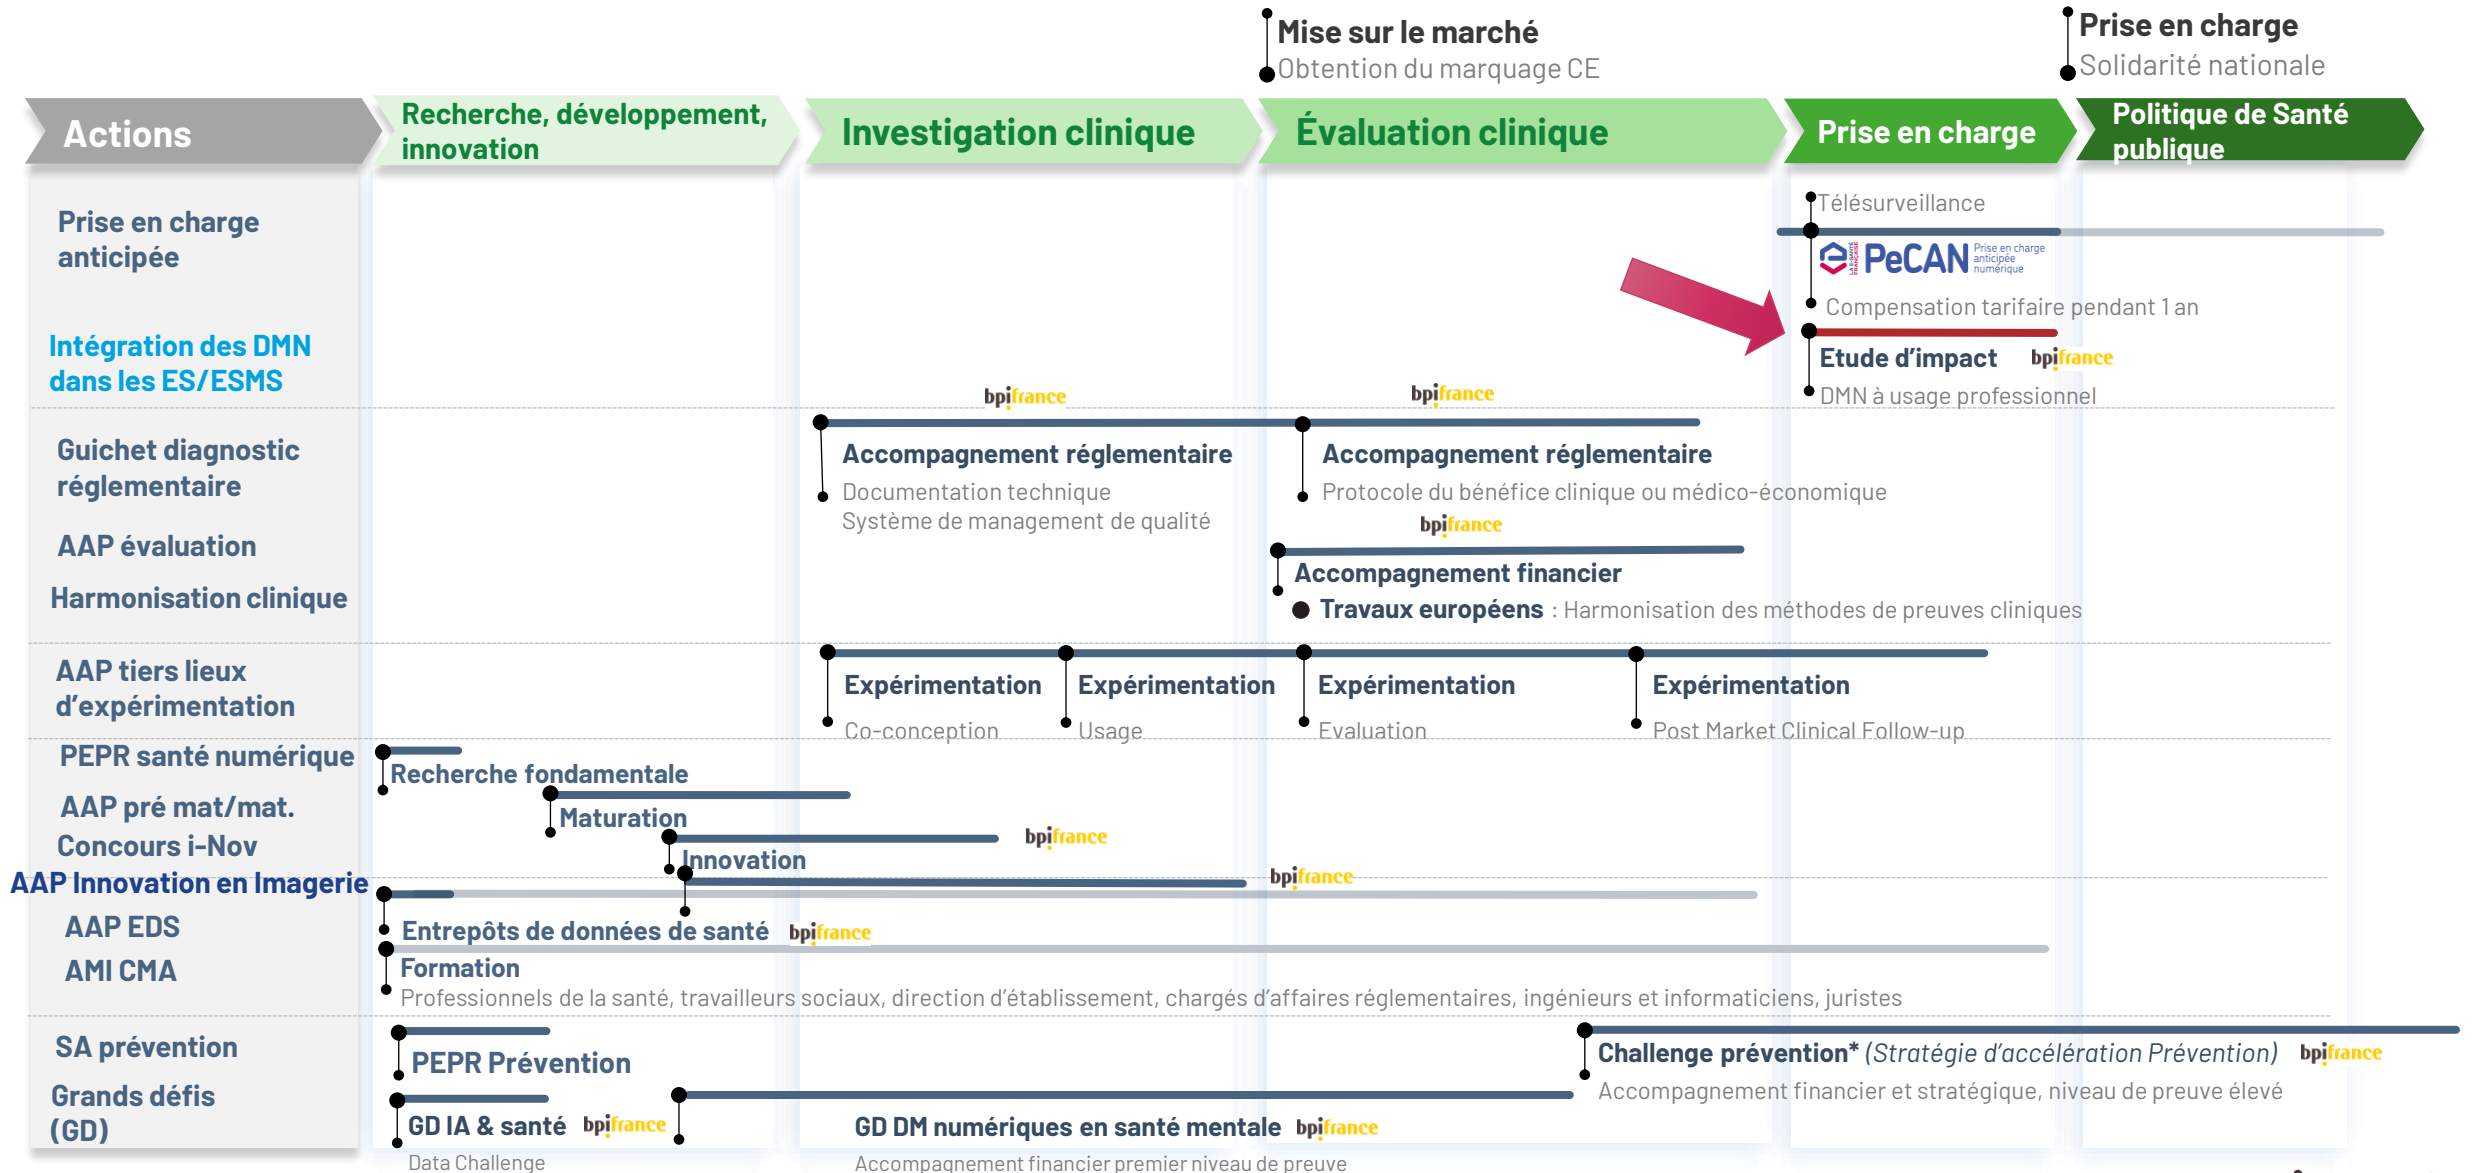 Mise sur le marché
Obtention du marquage CE
Prise en charge
Solidarité nationale
Actions
Recherche, développement,
innovation
Investigation clinique
Évaluation clinique
Prise en charge
Politique de Santé
publique
Prise en charge
anticipée
Télésurveillance
LA E-SANTÉ
FRANÇAISE
PeCAN
Prise en charge
anticipée
numérique
Compensation tarifaire pendant 1 an
Intégration des DMN
dans les ES/ESMS
Etude d'impact
bpifrance
DMN à usage professionnel
bpifrance
bpifrance
Guichet diagnostic
réglementaire
Accompagnement réglementaire
Documentation technique
Système de management de qualité
Accompagnement réglementaire
Protocole du bénéfice clinique ou médico-économique
bpifrance
AAP évaluation
Accompagnement financier
Harmonisation clinique
Travaux européens : Harmonisation des méthodes de preuves cliniques
AAP tiers lieux
d'expérimentation
Expérimentation
Co-conception
Expérimentation
Usage
Expérimentation
Evaluation
Expérimentation
Post Market Clinical Follow-up
PEPR santé numérique
Recherche fondamentale
AAP pré mat/mat.
Maturation
Concours i-Nov
Innovation
bpifrance
AAP Innovation en Imagerie
bpifrance
AAP EDS
Entrepôts de données de santé
bpifrance
AMI CMA
Formation
Professionnels de la santé, travailleurs sociaux, direction d'établissement, chargés d'affaires réglementaires, ingénieurs et informaticiens, juristes
SA prévention
PEPR Prévention
Challenge prévention* (Stratégie d'accélération Prévention)
bpifrance
Accompagnement financier et stratégique, niveau de preuve élevé
Grands défis
(GD)
GD IA & santé
bpifrance
Data Challenge
GD DM numériques en santé mentale
bpifrance
Accompagnement financier premier niveau de preuve